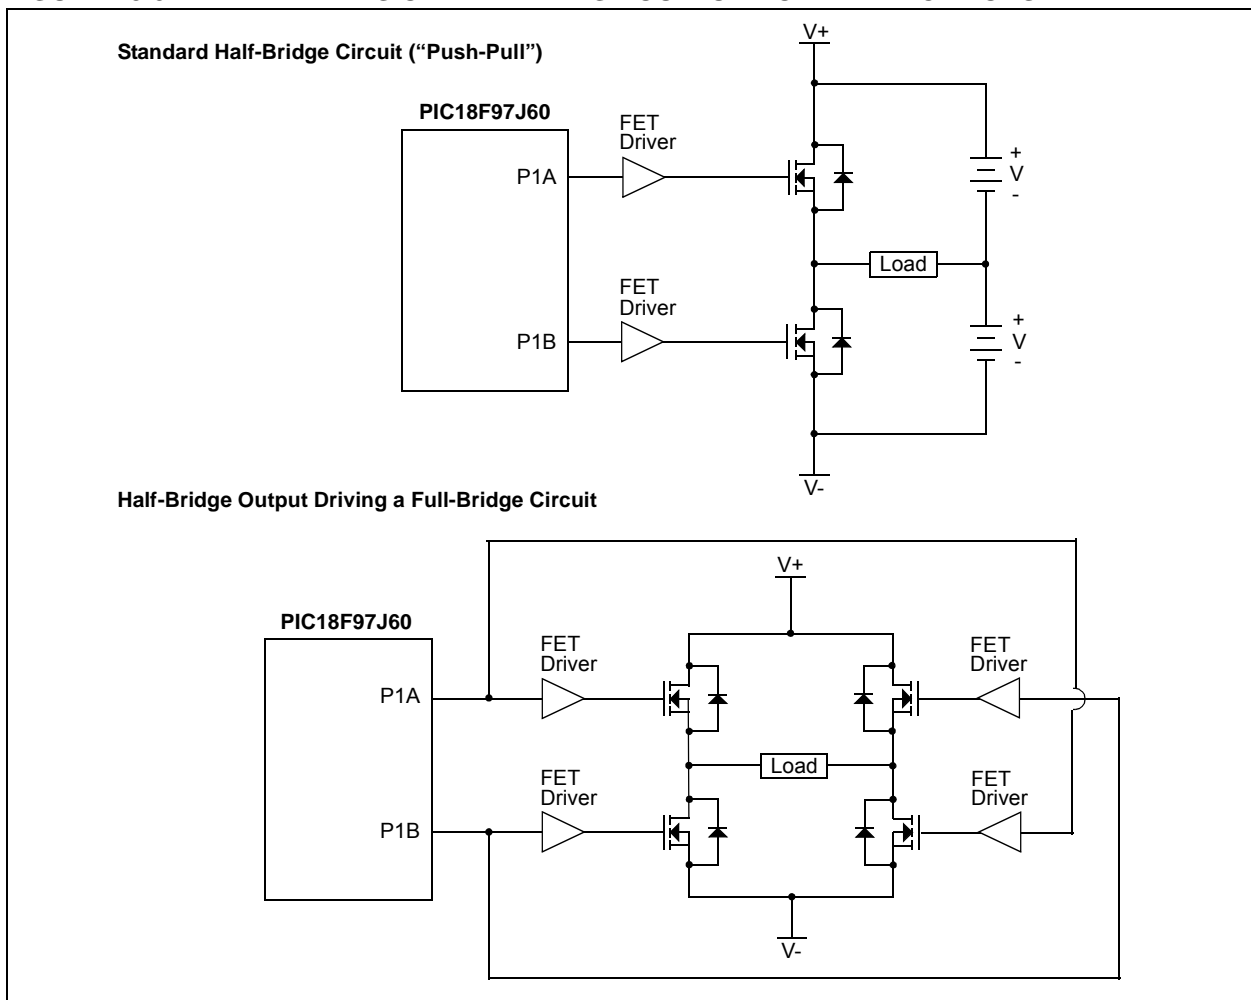 Standard Half-Bridge Circuit (“Push-Pull”)
V+
PIC18F97J60
FET
Driver
P1A
+
V
-
Load
FET
Driver
P1B
+
V
-
V-
Half-Bridge Output Driving a Full-Bridge Circuit
V+
PIC18F97J60
FET
Driver
FET
Driver
P1A
Load
FET
Driver
FET
Driver
P1B
V-